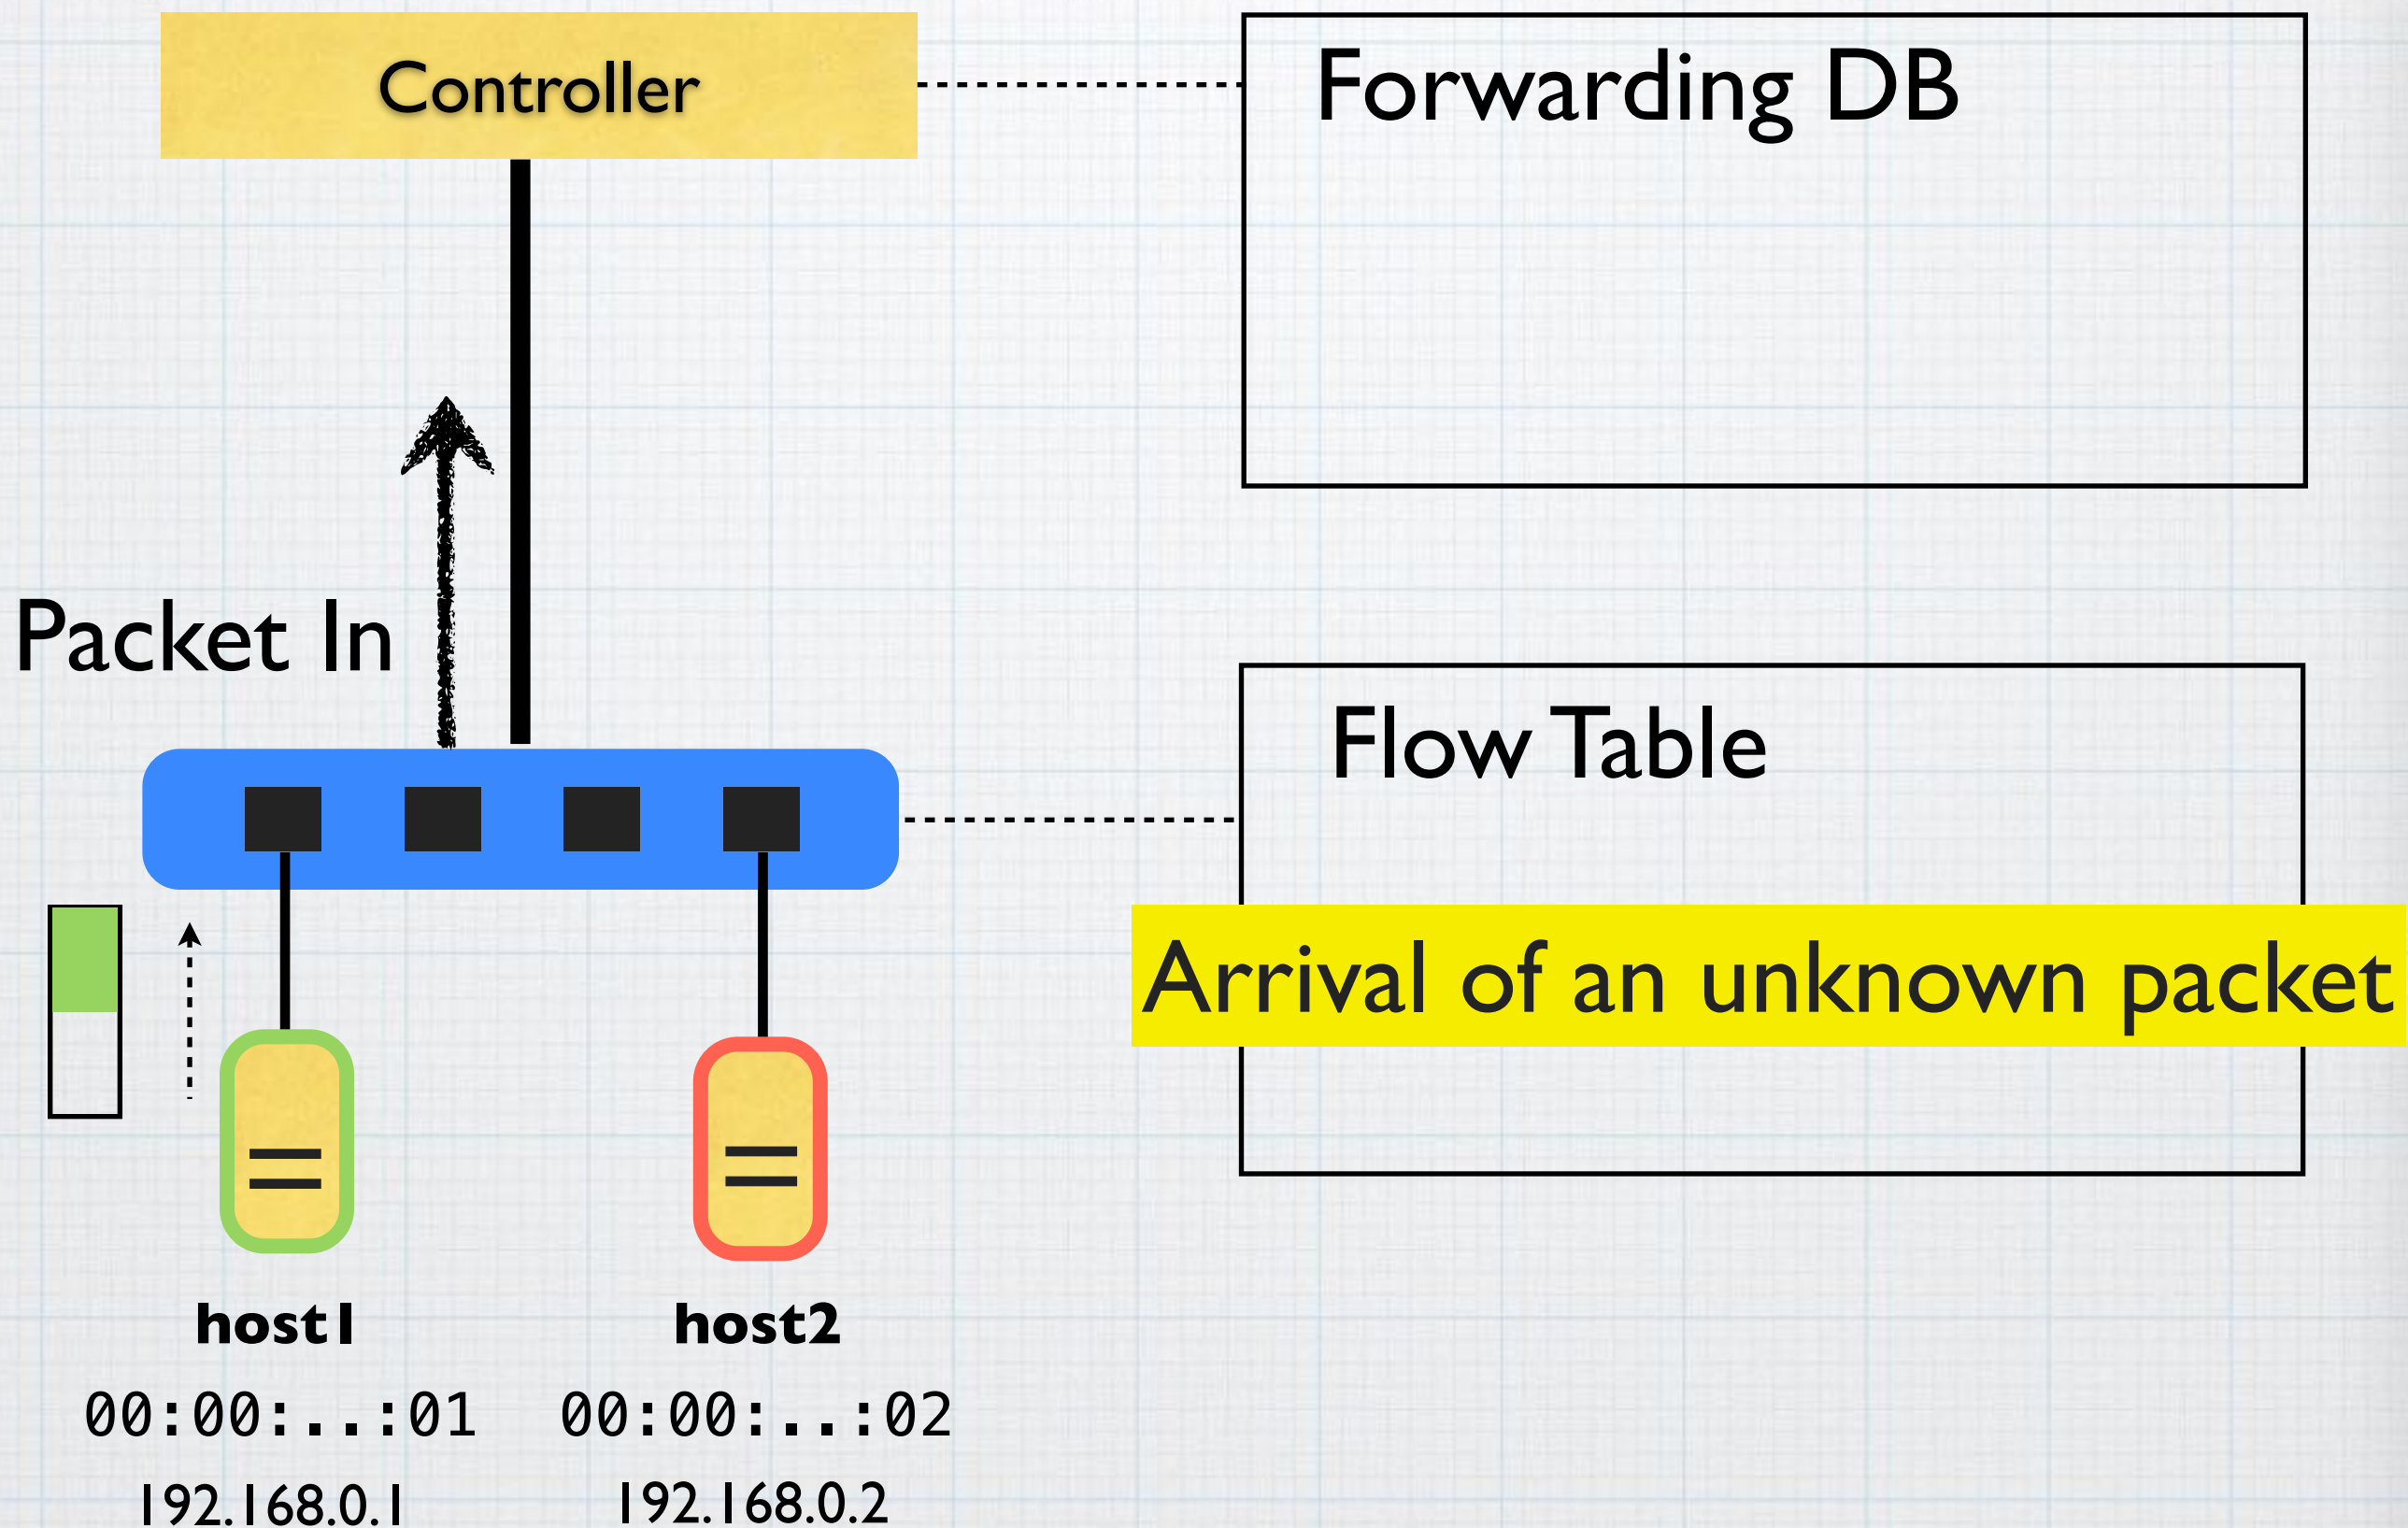 Controller
Forwarding DB
Packet In
Flow Table
Arrival of an unknown packet
host1
host2
00:00:..:01
00:00:..:02
192.168.0.1
192.168.0.2